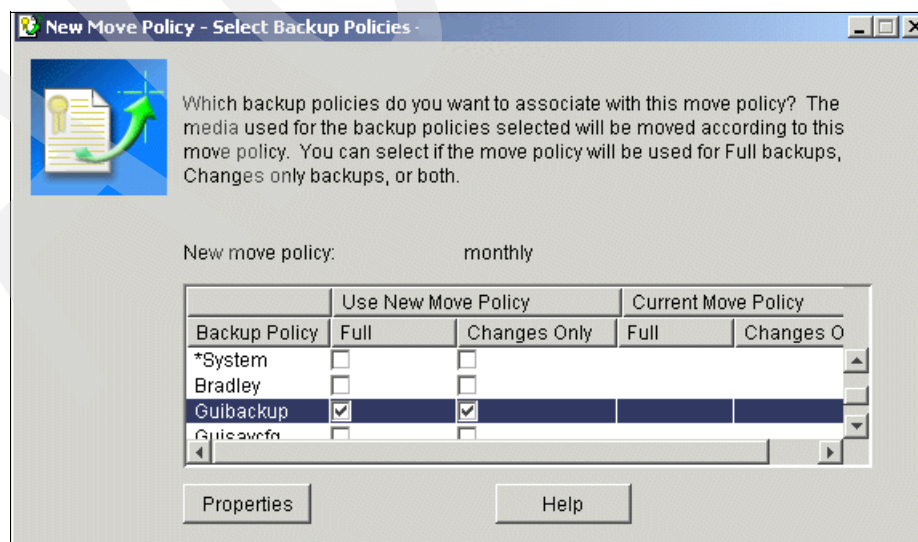 New Move Policy - Select Backup Policies -
Which backup policies do you want to associate with this move policy? The
media used for the backup policies selected will be moved according to this
move policy. You can select if the move policy will be used for Full backups,
Changes only backups, or both.
New move policy: monthly
Use New Move Policy Current Move Policy
Backup Policy Full Changes Only Full Changes O
*System
Bradley
Guibackup
Guisavcfg
Properties Help